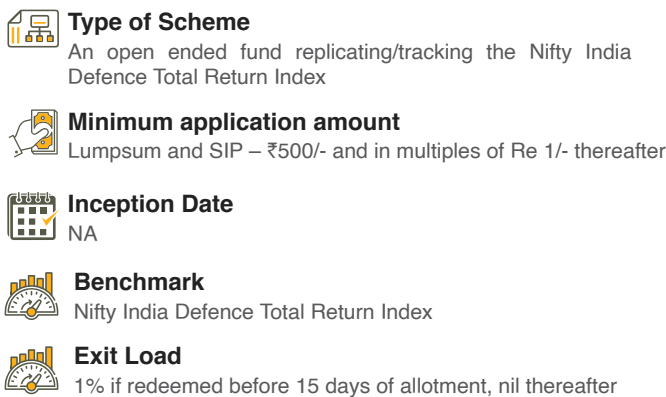 Type of Scheme
An open ended fund replicating/tracking the Nifty India
Defence Total Return Index
Minimum application amount
Lumpsum and SIP – ₹500/- and in multiples of Re 1/- thereafter
Inception Date
NA
Benchmark
Nifty India Defence Total Return Index
Exit Load
1% if redeemed before 15 days of allotment, nil thereafter